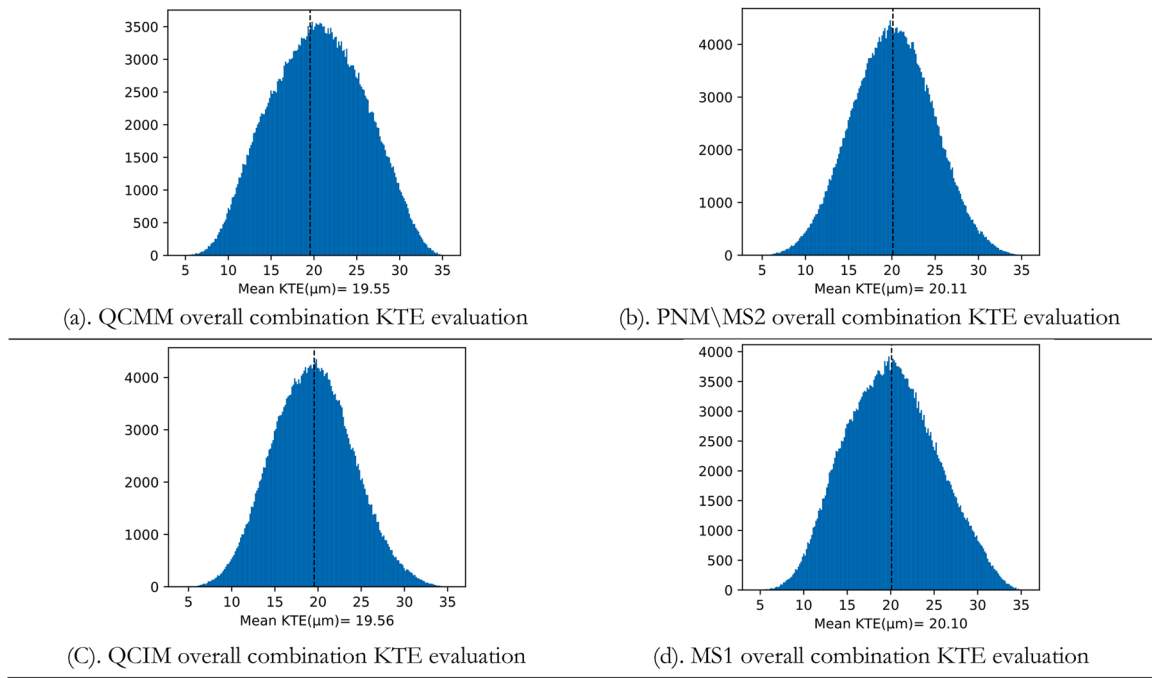 3500
3000
2500
2000
1500
1000
500
0
5 10 15 20 25 30 35
Mean KTE(μm)= 19.55
(a). QCMM overall combination KTE evaluation
4000
3000
2000
1000
0
5 10 15 20 25 30 35
Mean KTE(μm)= 20.11
(b). PNM\MS2 overall combination KTE evaluation
4000
3000
2000
1000
0
5 10 15 20 25 30 35
Mean KTE(μm)= 19.56
(C). QCIM overall combination KTE evaluation
4000
3500
3000
2500
2000
1500
1000
500
0
5 10 15 20 25 30 35
Mean KTE(μm)= 20.10
(d). MS1 overall combination KTE evaluation